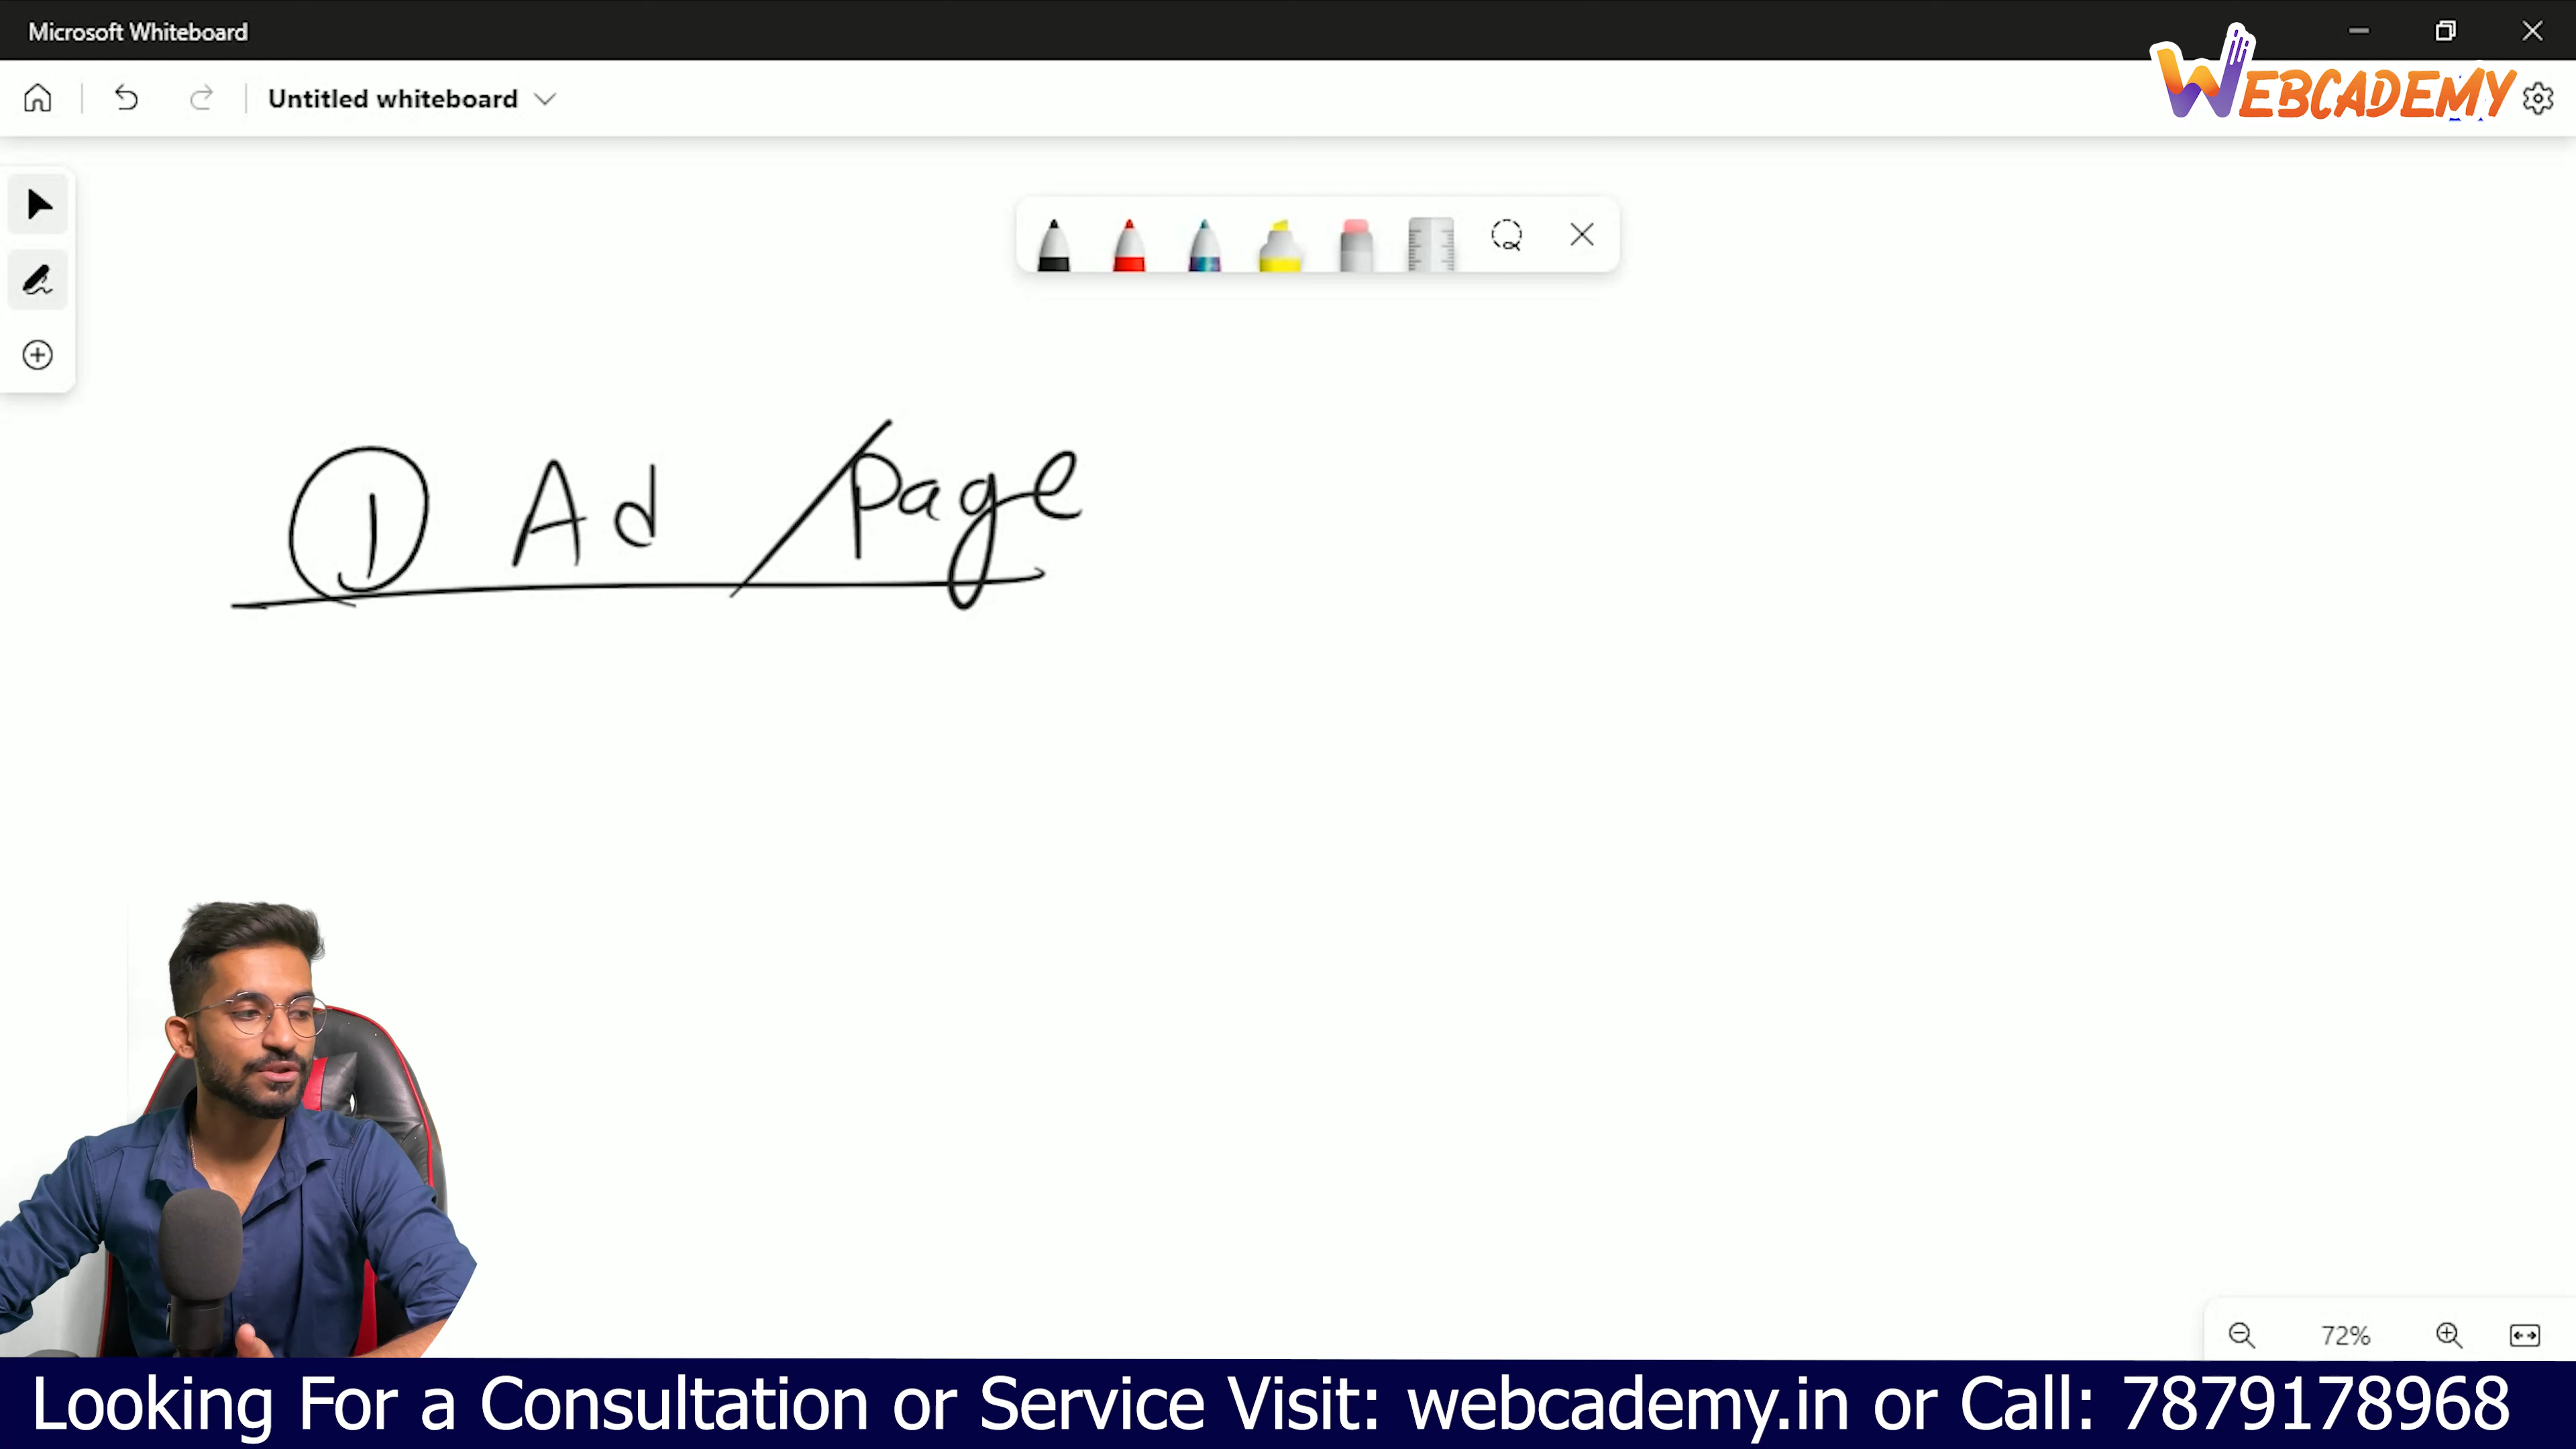 Microsoft Whiteboard
Untitled whiteboard
WEBCADEMY
① Ad /Page
72%
Looking For a Consultation or Service Visit: webcademy.in or Call: 7879178968